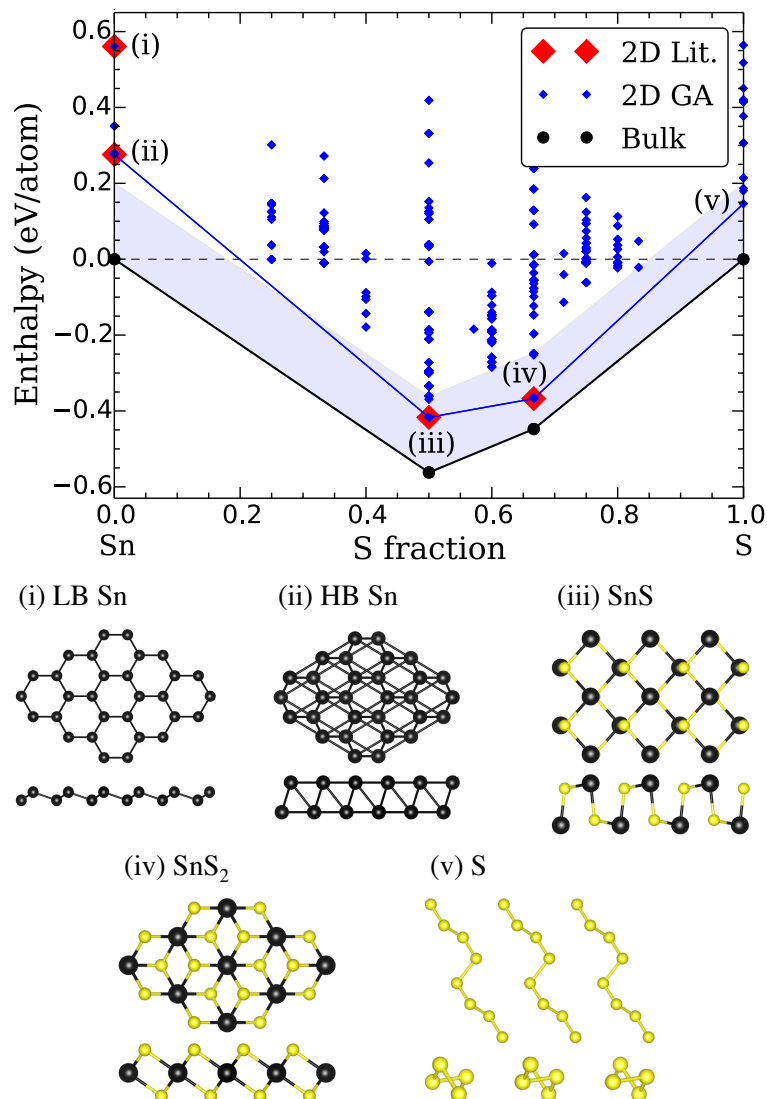 0.6
(i)
2D Lit.
0.4
2D GA
(ii)
Bulk
0.2
(v)
0.0
−0.2
(iv)
−0.4
(iii)
−0.6
Enthalpy (eV/atom)
0.0 0.2 0.4 0.6 0.8 1.0
Sn S fraction S
(i) LB Sn (ii) HB Sn (iii) SnS
(iv) SnS₂ (v) S